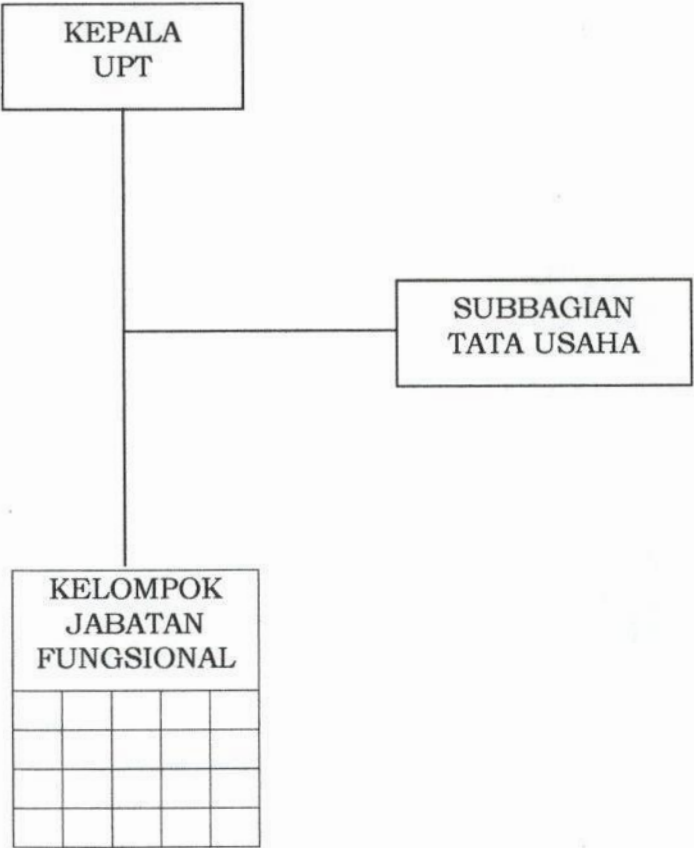 KEPALA
UPT
SUBBAGIAN
TATA USAHA
KELOMPOK
JABATAN
FUNGSIONAL